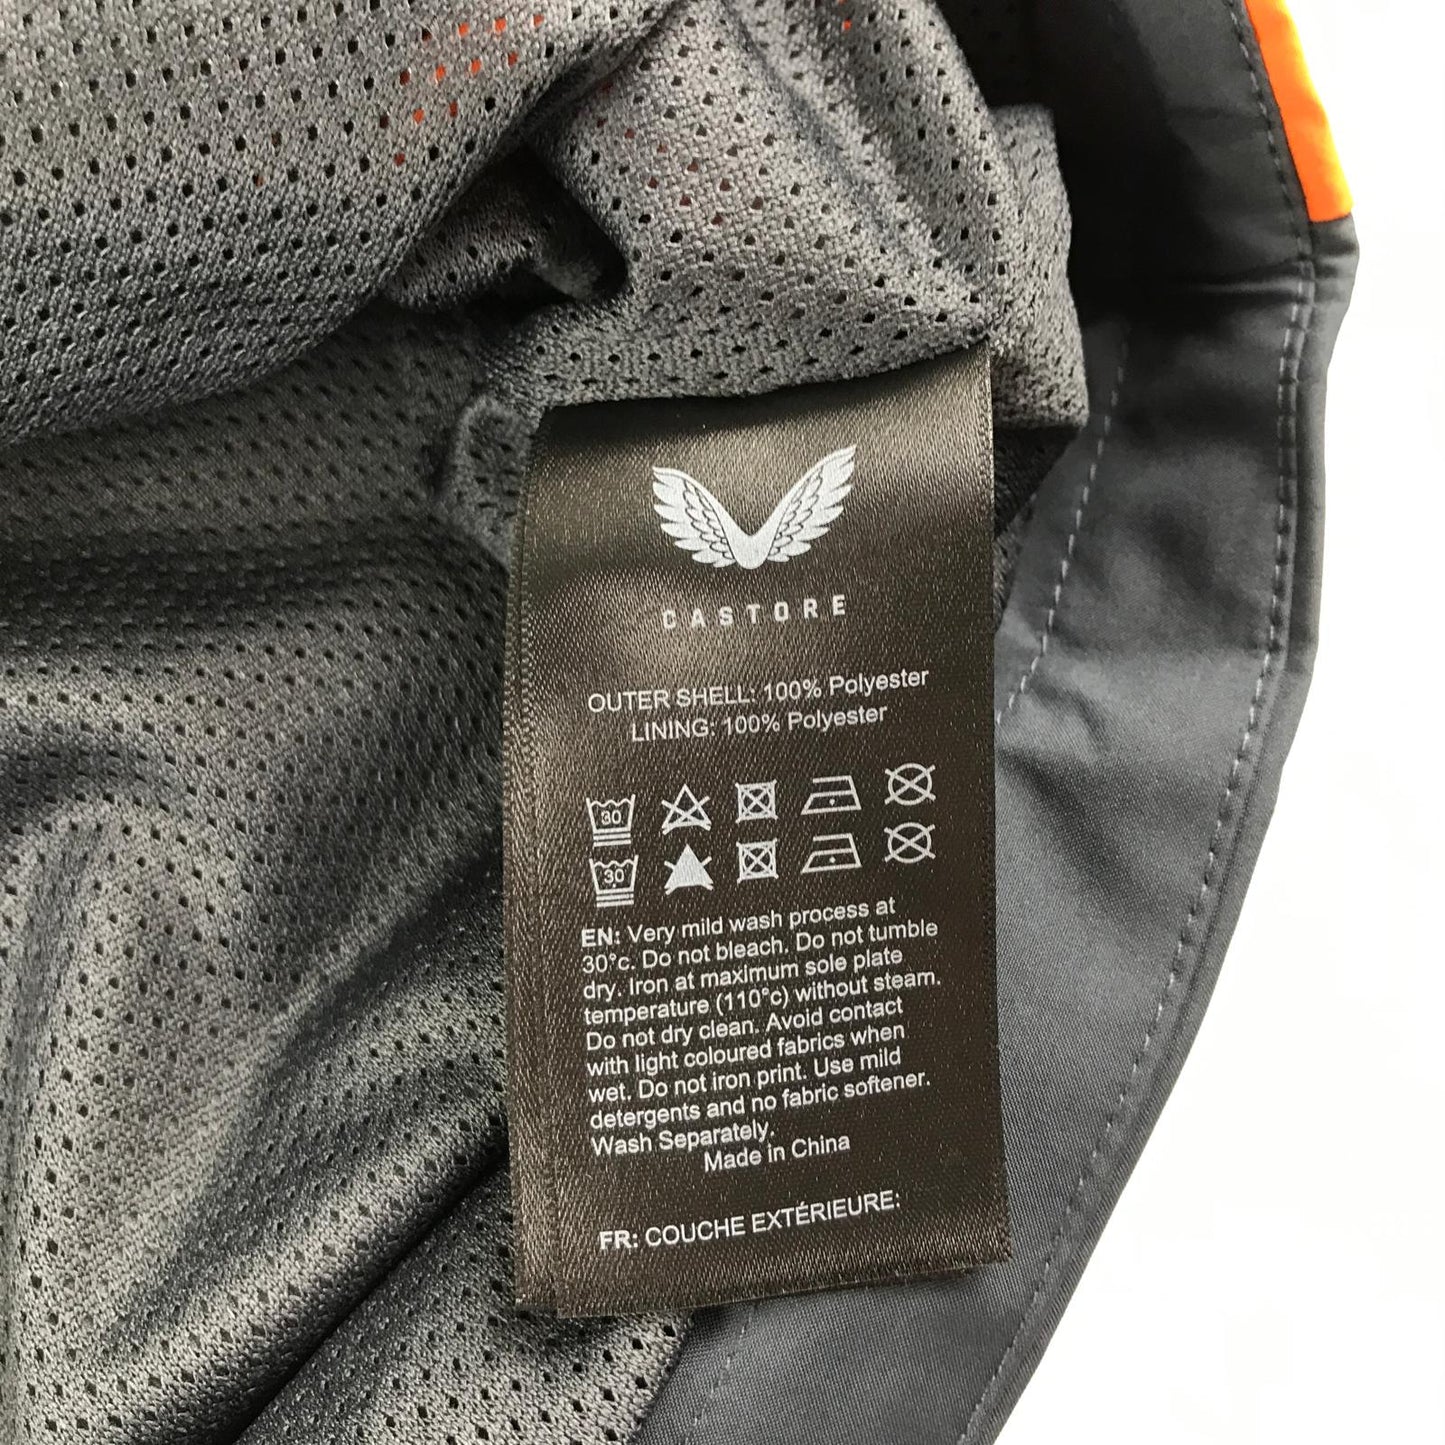 CASTORE
OUTER SHELL: 100% Polyester
LINING: 100% Polyester
30
30
EN: Very mild wash process at
30°c. Do not bleach. Do not tumble
dry. Iron at maximum sole plate
temperature (110°c) without steam.
Do not dry clean. Avoid contact
with light coloured fabrics when
wet. Do not iron print. Use mild
detergents and no fabric softener.
Wash Separately.
Made in China
FR: COUCHE EXTÉRIEURE: